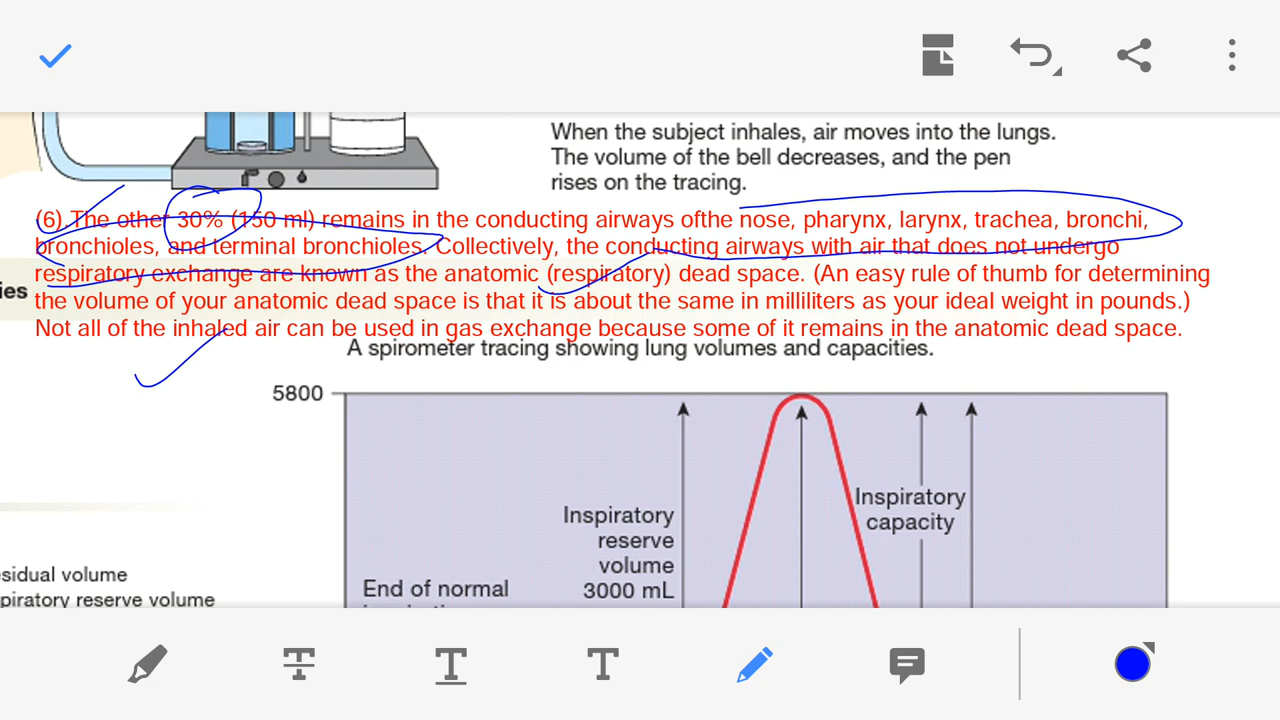 When the subject inhales, air moves into the lungs.
The volume of the bell decreases, and the pen
rises on the tracing.
(6).The other 30% (150 ml) remains in the conducting airways ofthe nose, pharynx, larynx, trachea, bronchi,
bronchioles, and terminal bronchioles. Collectively, the conducting airways with air that does not undergo
respiratory exchange are known as the anatomic (respiratory) dead space. (An easy rule of thumb for determining
the volume of your anatomic dead space is that it is about the same in milliliters as your ideal weight in pounds.)
Not all of the inhaled air can be used in gas exchange because some of it remains in the anatomic dead space.
ies
A spirometer tracing showing lung volumes and capacities.
5800
Inspiratory
reserve
volume
3000 mL
Inspiratory
capacity
End of normal
sidual volume
piratory reserve volume
T
T
T